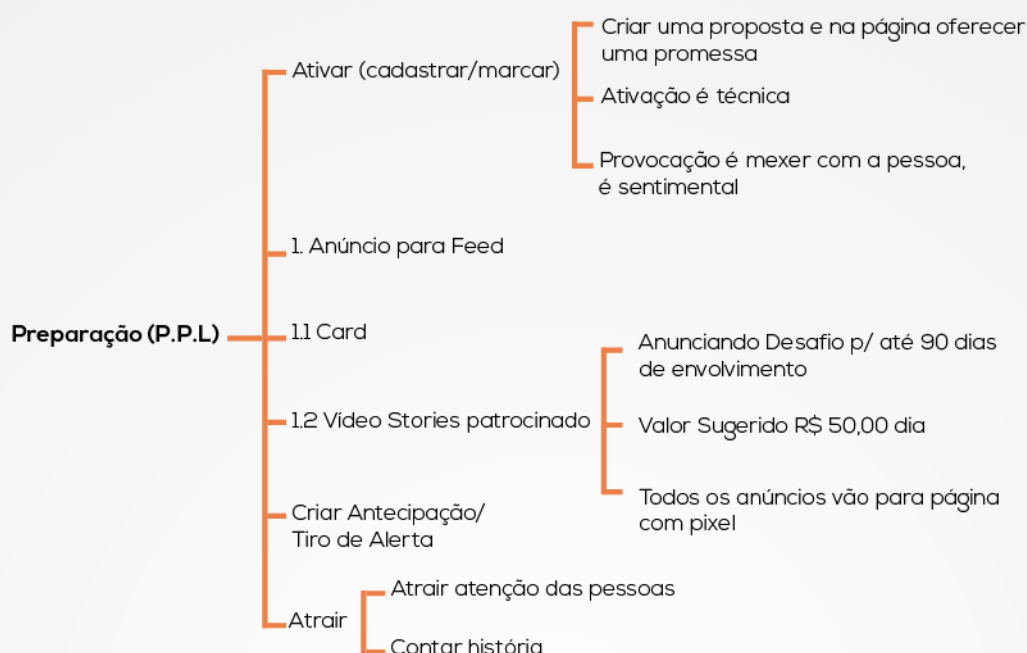 Criar uma proposta e na página oferecer
uma promessa
Ativar (cadastrar/marcar)
Ativação é técnica
Provocação é mexer com a pessoa,
é sentimental
1. Anúncio para Feed
Preparação (P.P.L)
1.1 Card
Anunciando Desafio p/ até 90 dias
de envolvimento
1.2 Vídeo Stories patrocinado
Valor Sugerido R$ 50,00 dia
Todos os anúncios vão para página
com pixel
Criar Antecipação/
Tiro de Alerta
Atrair
Atrair atenção das pessoas
Contar história